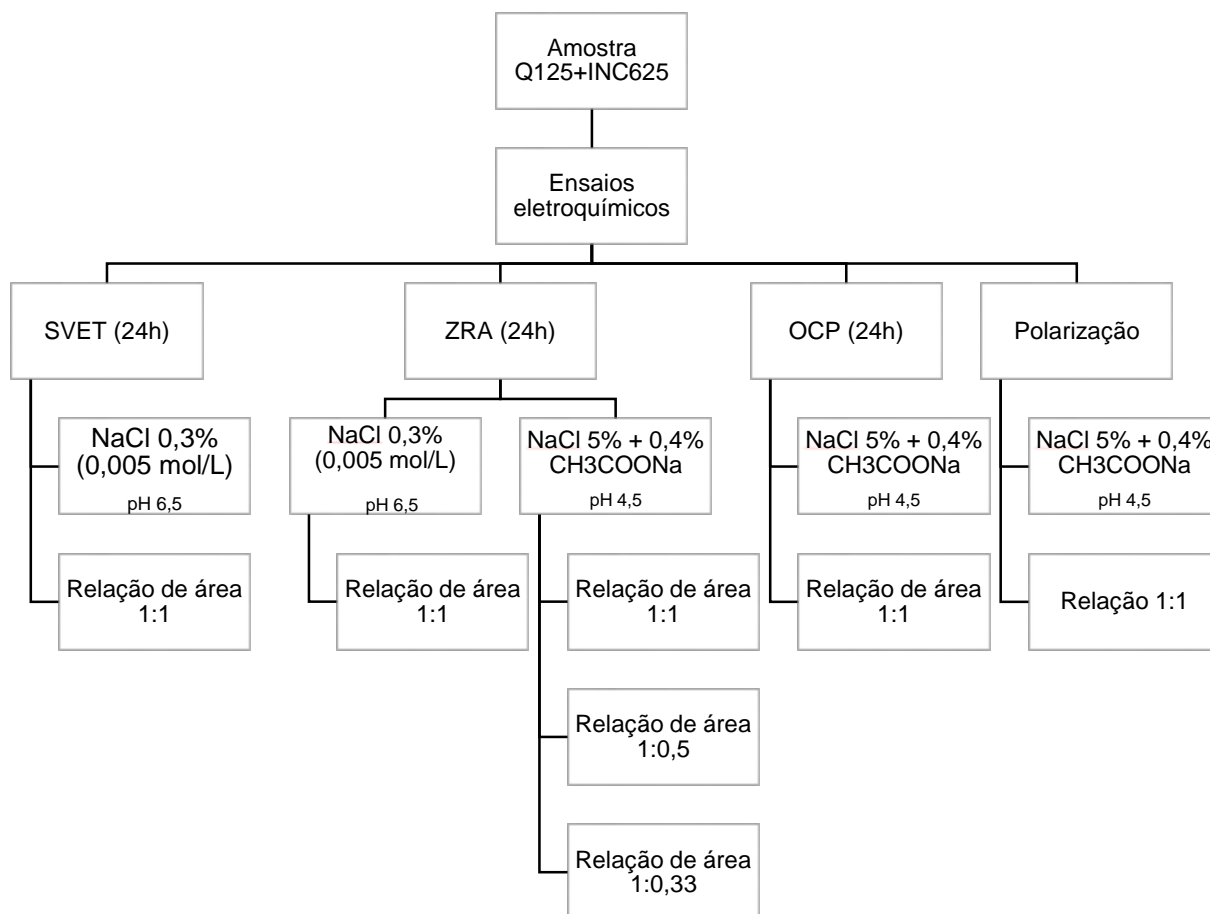 Amostra
Q125+INC625
Ensaios
eletroquímicos
SVET (24h)
ZRA (24h)
OCP (24h)
Polarização
NaCl 0,3%
(0,005 mol/L)
pH 6,5
NaCl 0,3%
(0,005 mol/L)
pH 6,5
NaCl 5% + 0,4%
CH3COONa
pH 4,5
NaCl 5% + 0,4%
CH3COONa
pH 4,5
NaCl 5% + 0,4%
CH3COONa
pH 4,5
Relação de área
1:1
Relação de área
1:1
Relação de área
1:1
Relação de área
1:1
Relação 1:1
Relação de área
1:0,5
Relação de área
1:0,33